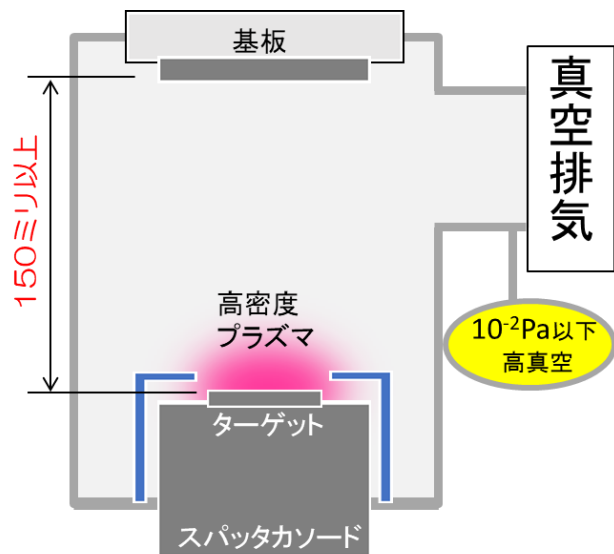 基板
真空排気
150ミリ以上
高密度
プラズマ
10⁻²Pa以下
高真空
ターゲット
スパッタカソード